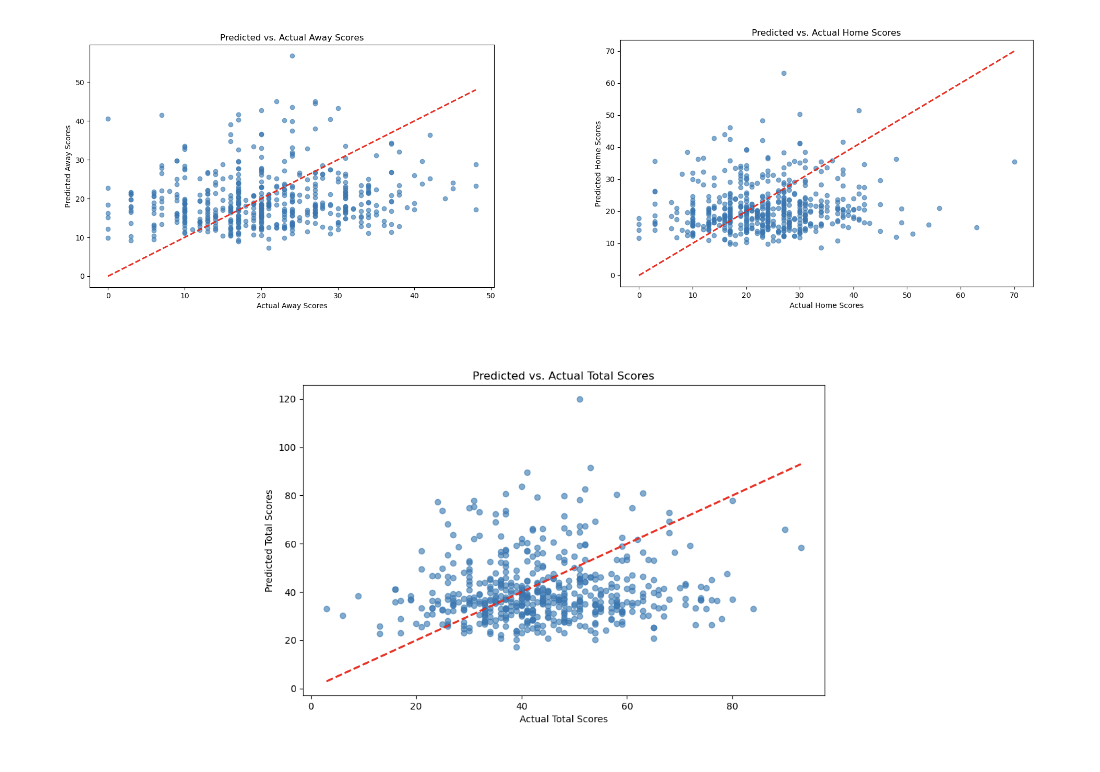 Predicted vs. Actual Away Scores
Predicted Away Scores
50
40
30
20
10
0
0 10 20 30 40 50
Actual Away Scores
Predicted vs. Actual Home Scores
Predicted Home Scores
70
60
50
40
30
20
10
0
0 10 20 30 40 50 60 70
Actual Home Scores
Predicted vs. Actual Total Scores
Predicted Total Scores
120
100
80
60
40
20
0
0 20 40 60 80
Actual Total Scores